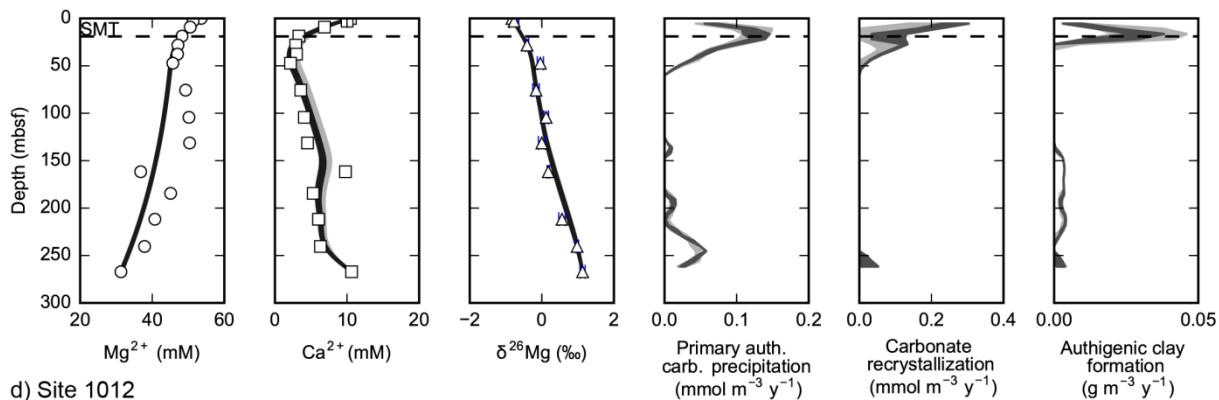 0
50
100
150
200
250
300
Depth (mbsf)
SMT
20 40 60
Mg2+ (mM)
0 10 20
Ca2+ (mM)
−2 0 2
δ26Mg (‰)
0.0 0.1 0.2
Primary auth.
carb. precipitation
(mmol m−3 y−1)
0.0 0.2 0.4
Carbonate
recrystallization
(mmol m−3 y−1)
0.00 0.05
Authigenic clay
formation
(g m−3 y−1)
d) Site 1012